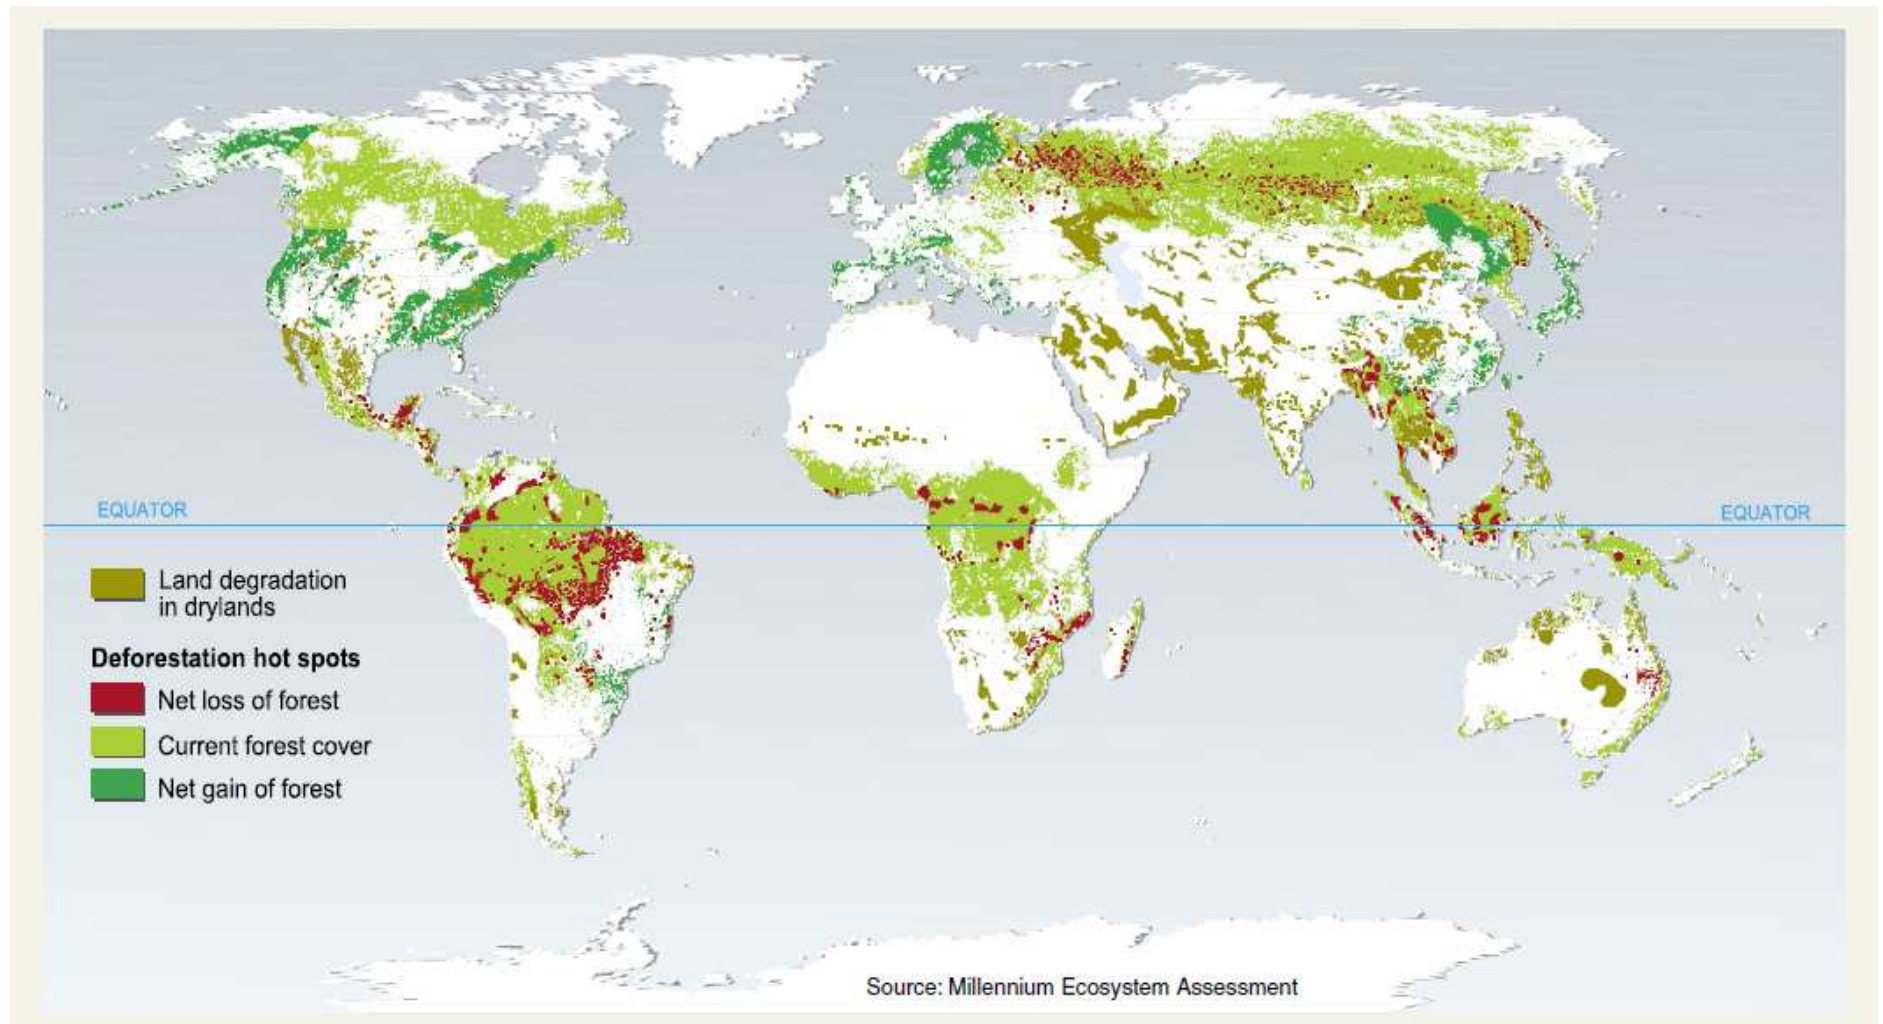 EQUATOR
EQUATOR
Land degradation
in drylands
Deforestation hot spots
Net loss of forest
Current forest cover
Net gain of forest
Source: Millennium Ecosystem Assessment